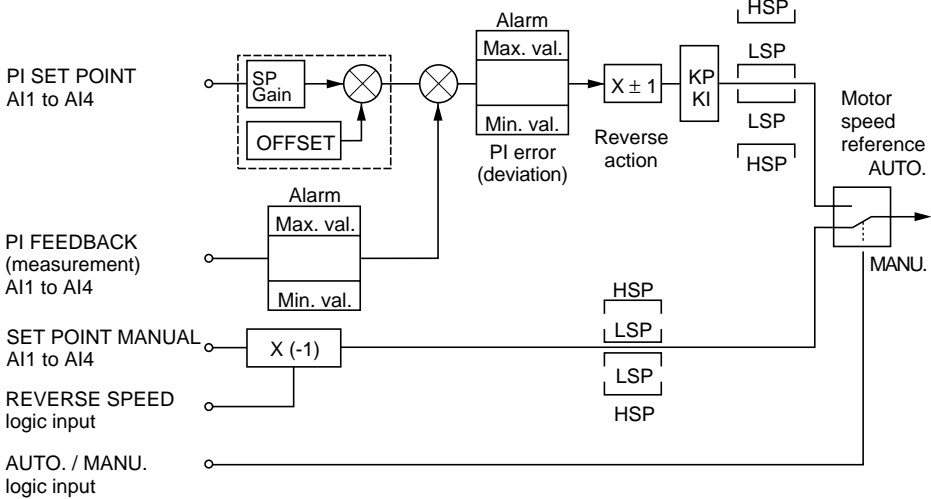 HSP
Alarm
Max. val.
LSP
PI SET POINT
AI1 to AI4
SP
Gain
X ± 1
KP
KI
Motor
speed
reference
AUTO.
OFFSET
Min. val.
LSP
PI error
(deviation)
Reverse
action
HSP
Alarm
Max. val.
PI FEEDBACK
(measurement)
AI1 to AI4
Min. val.
MANU.
HSP
SET POINT MANUAL
AI1 to AI4
X (-1)
LSP
LSP
REVERSE SPEED
logic input
HSP
AUTO. / MANU.
logic input